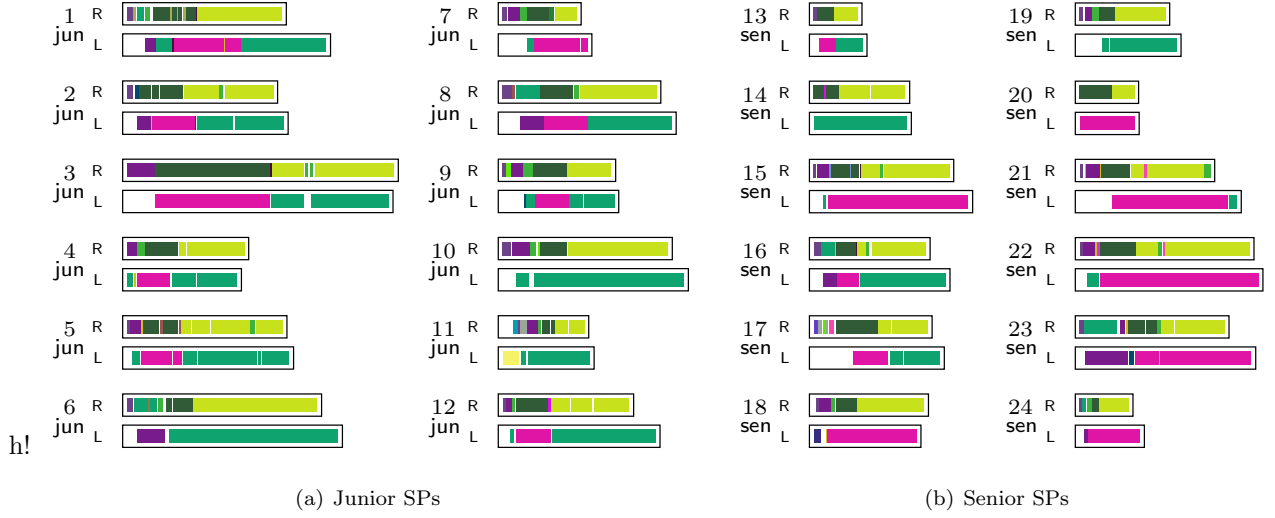 1 R 7 R 13 R 19 R
jun L jun L sen L sen L
2 R 8 R 14 R 20 R
jun L jun L sen L sen L
3 R 9 R 15 R 21 R
jun L jun L sen L sen L
4 R 10 R 16 R 22 R
jun L jun L sen L sen L
5 R 11 R 17 R 23 R
jun L jun L sen L sen L
6 R 12 R 18 R 24 R
jun L jun L sen L sen L
h!
(a) Junior SPs (b) Senior SPs